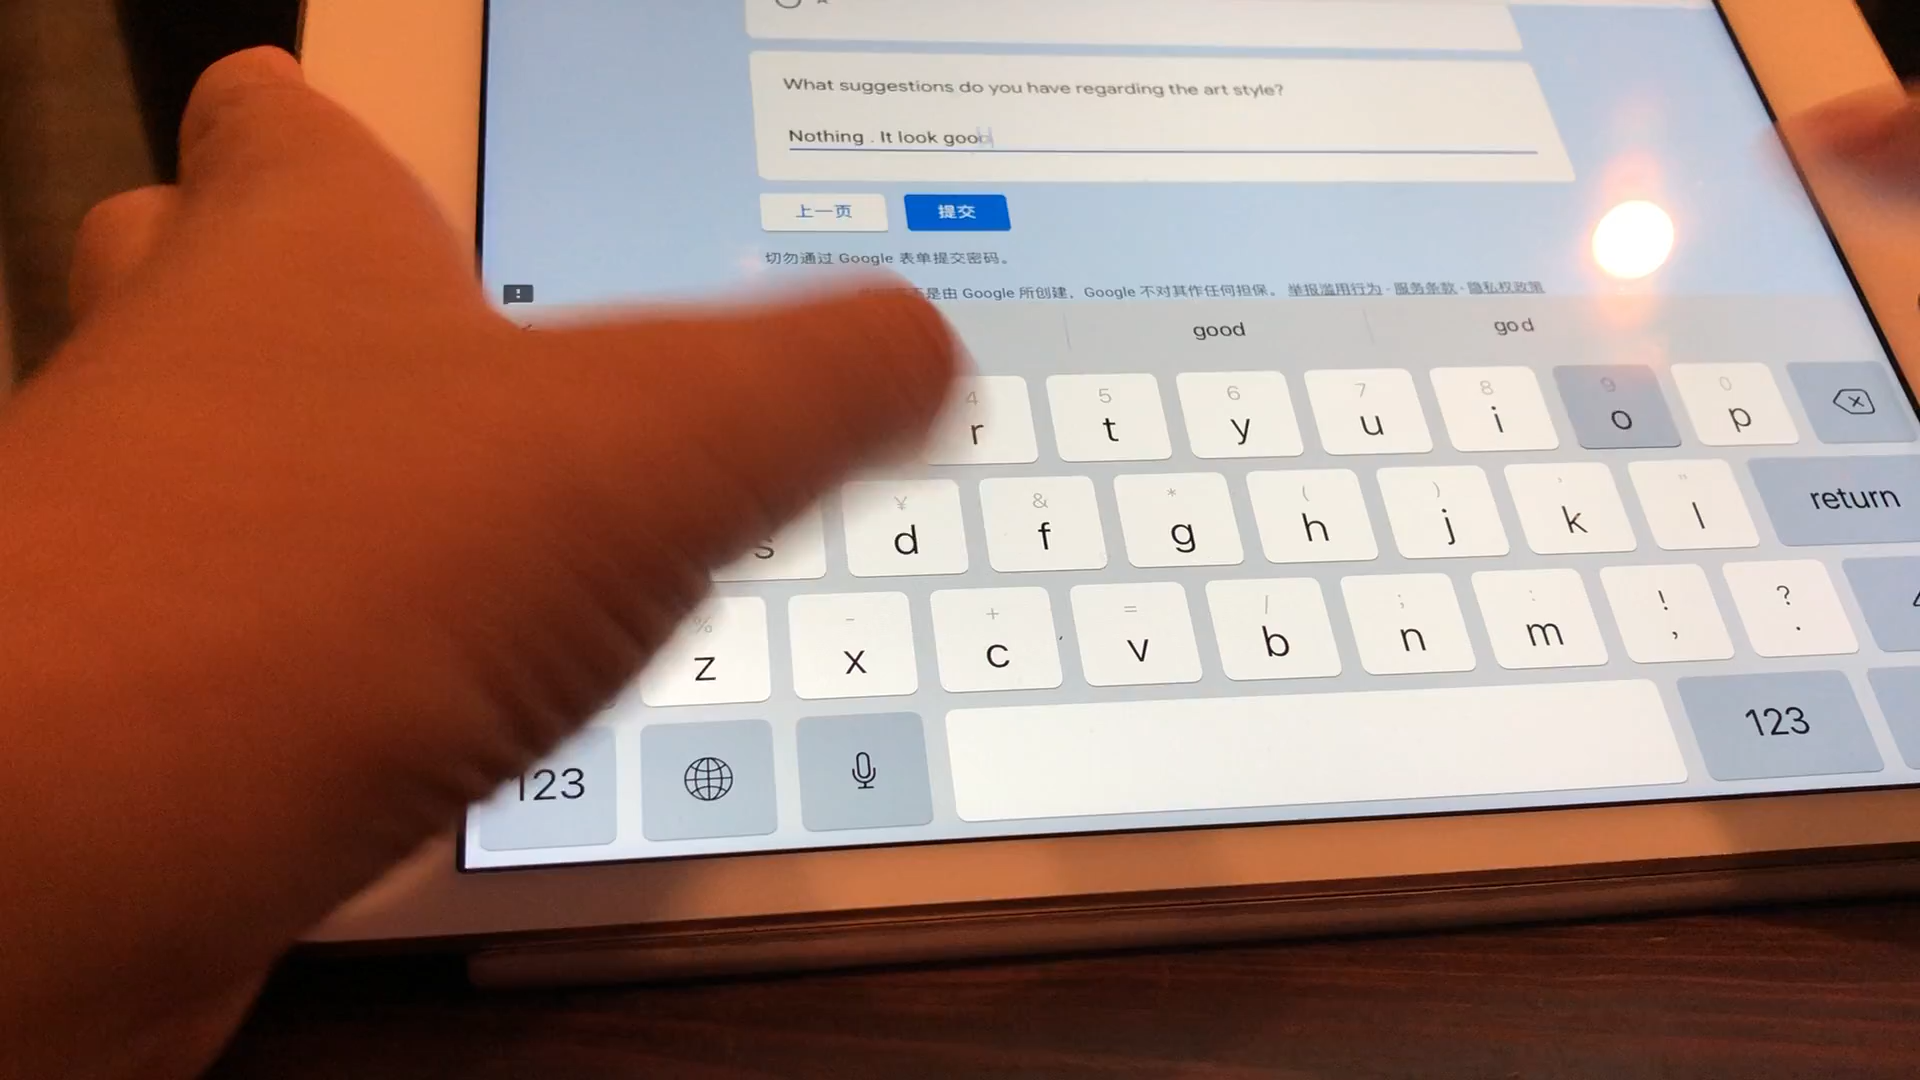 What suggestions do you have regarding the art style?
Nothing . It look goo
上一页 提交
切勿通过 Google 表单提交密码。
是由 Google 所创建，Google 不对其作任何担保。 举报滥用行为 - 服务条款 - 隐私权政策
good god
4 5 6 7 8 9 0
r t y u i o p
¥ & * ( ) ' "
s d f g h j k l return
% - + = / ; : ! ?
z x c v b n m , .
123 123